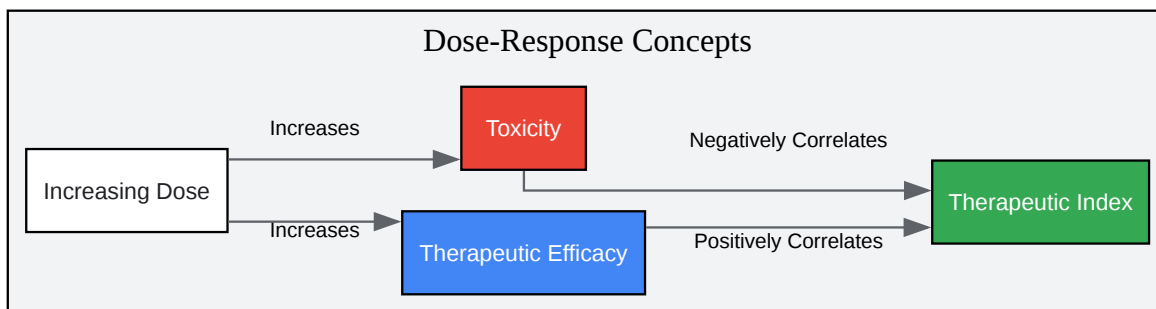 Dose-Response Concepts
Increases
Toxicity
Negatively Correlates
Increasing Dose
Therapeutic Index
Increases
Therapeutic Efficacy
Positively Correlates